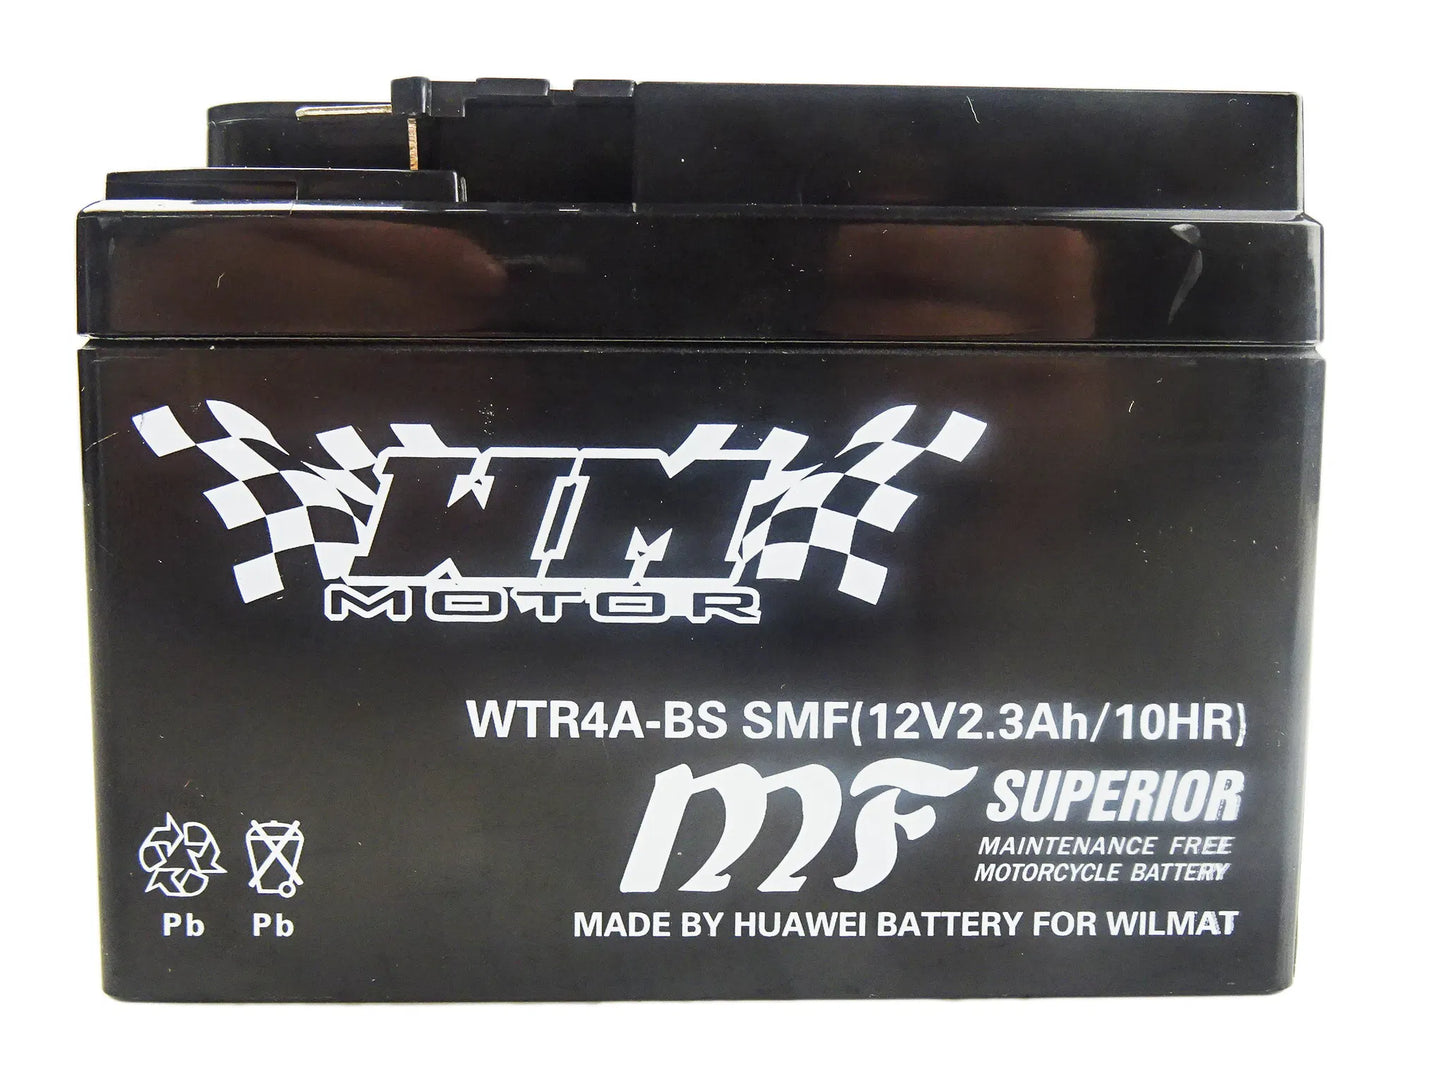 WM
MOTOR
WTR4A-BS SMF(12V2.3Ah/10HR)
MF SUPERIOR
MAINTENANCE FREE
MOTORCYCLE BATTERY
MADE BY HUAWEI BATTERY FOR WILMAT
Pb Pb